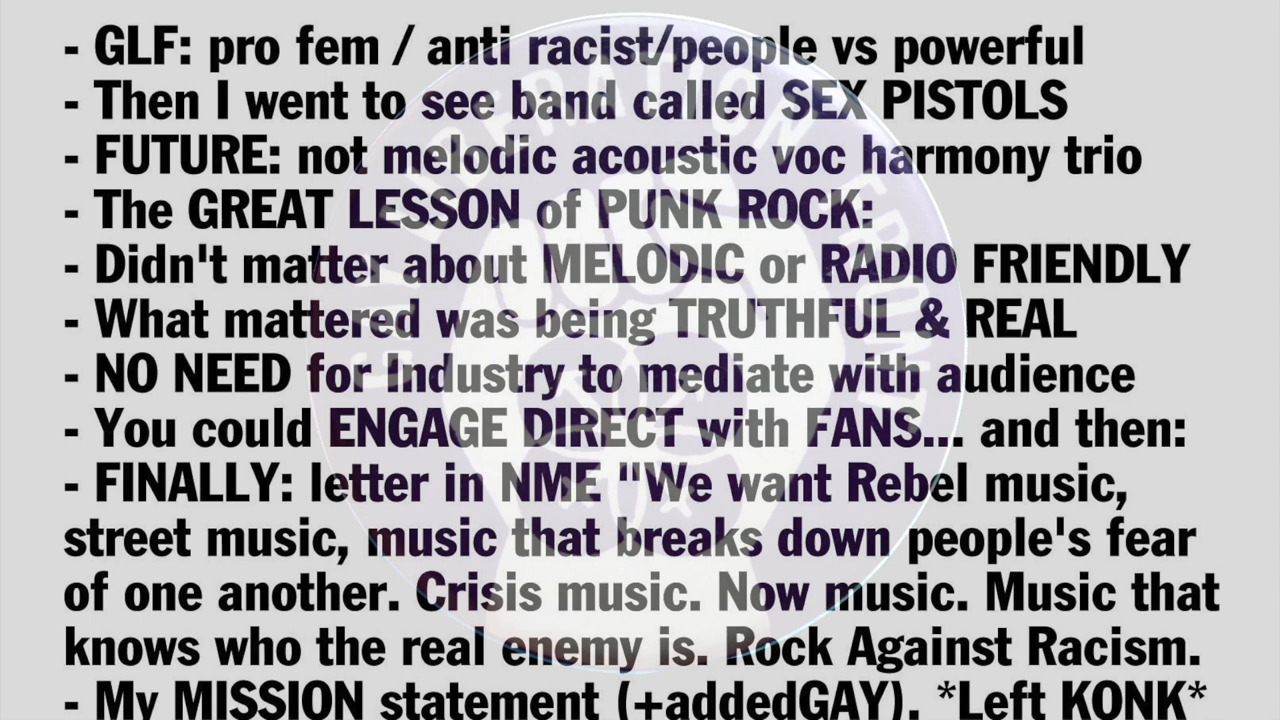 - GLF: pro fem / anti racist/people vs powerful
- Then I went to see band called SEX PISTOLS
- FUTURE: not melodic acoustic voc harmony trio
- The GREAT LESSON of PUNK ROCK:
- Didn't matter about MELODIC or RADIO FRIENDLY
- What mattered was being TRUTHFUL & REAL
- NO NEED for Industry to mediate with audience
- You could ENGAGE DIRECT with FANS... and then:
- FINALLY: letter in NME "We want Rebel music,
street music, music that breaks down people's fear
of one another. Crisis music. Now music. Music that
knows who the real enemy is. Rock Against Racism.
- My MISSION statement (+addedGAY). *Left KONK*
GAY LIBERATION FRONT